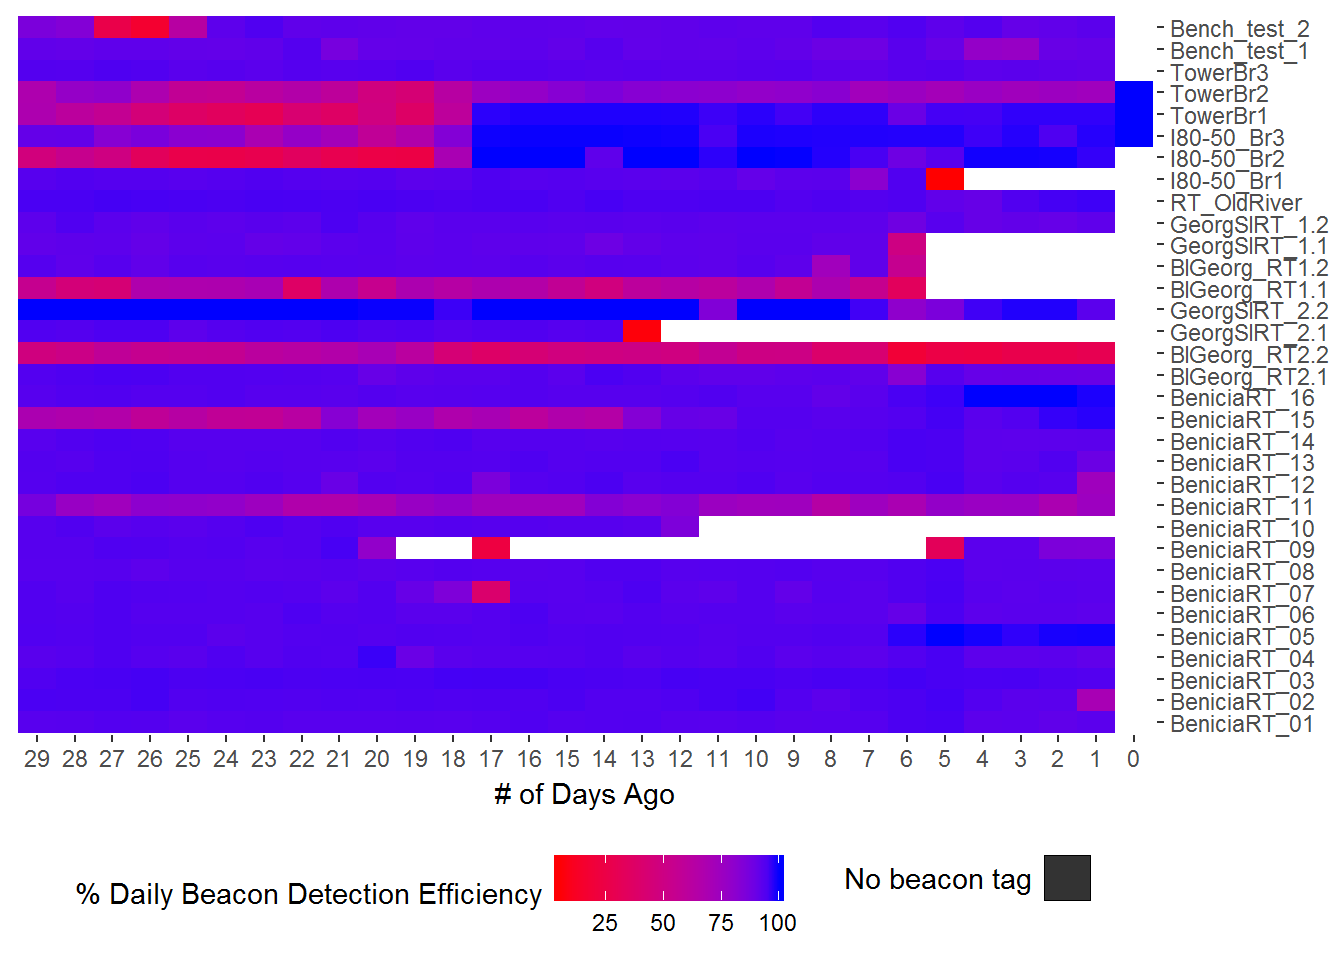 Bench_test_2
Bench_test_1
TowerBr3
TowerBr2
TowerBr1
I80-50_Br3
I80-50_Br2
I80-50_Br1
RT_OldRiver
GeorgSlRT_1.2
GeorgSlRT_1.1
BlGeorg_RT1.2
BlGeorg_RT1.1
GeorgSlRT_2.2
GeorgSlRT_2.1
BlGeorg_RT2.2
BlGeorg_RT2.1
BeniciaRT_16
BeniciaRT_15
BeniciaRT_14
BeniciaRT_13
BeniciaRT_12
BeniciaRT_11
BeniciaRT_10
BeniciaRT_09
BeniciaRT_08
BeniciaRT_07
BeniciaRT_06
BeniciaRT_05
BeniciaRT_04
BeniciaRT_03
BeniciaRT_02
BeniciaRT_01
29 28 27 26 25 24 23 22 21 20 19 18 17 16 15 14 13 12 11 10 9 8 7 6 5 4 3 2 1 0
# of Days Ago
% Daily Beacon Detection Efficiency
25 50 75 100
No beacon tag